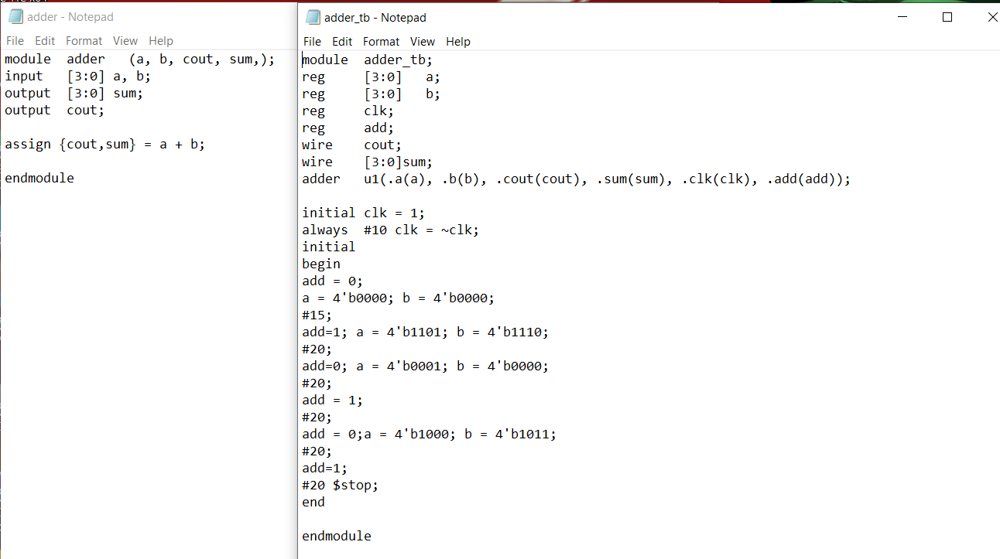 adder - Notepad
File Edit Format View Help
module adder (a, b, cout, sum,);
input [3:0] a, b;
output [3:0] sum;
output cout;
assign {cout,sum} = a + b;
endmodule
adder_tb - Notepad
File Edit Format View Help
module adder_tb;
reg [3:0] a;
reg [3:0] b;
reg clk;
reg add;
wire cout;
wire [3:0]sum;
adder u1(.a(a), .b(b), .cout(cout), .sum(sum), .clk(clk), .add(add));
initial clk = 1;
always #10 clk = ~clk;
initial
begin
add = 0;
a = 4'b0000; b = 4'b0000;
#15;
add=1; a = 4'b1101; b = 4'b1110;
#20;
add=0; a = 4'b0001; b = 4'b0000;
#20;
add = 1;
#20;
add = 0;a = 4'b1000; b = 4'b1011;
#20;
add=1;
#20 $stop;
end
endmodule